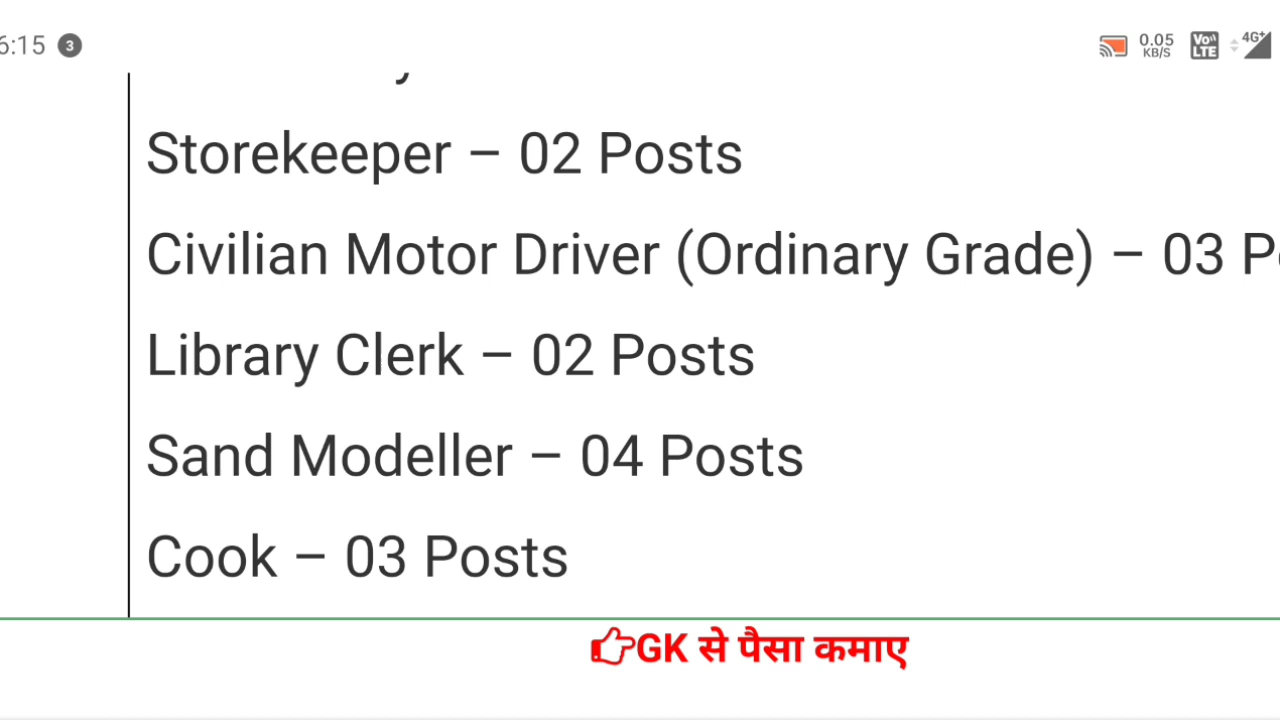 6:15 3
0.05
KB/S
Vo))
LTE
4G+
Storekeeper – 02 Posts
Civilian Motor Driver (Ordinary Grade) – 03
Library Clerk – 02 Posts
Sand Modeller – 04 Posts
Cook – 03 Posts
GK से पैसा कमाए